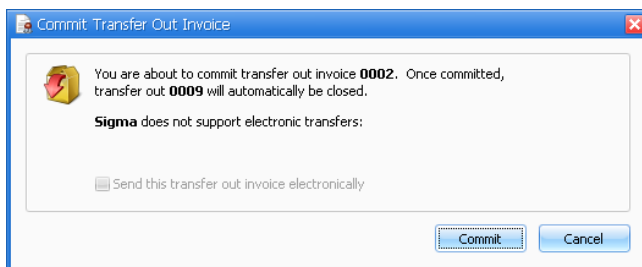 Commit Transfer Out Invoice
You are about to commit transfer out invoice 0002. Once committed,
transfer out 0009 will automatically be closed.
Sigma does not support electronic transfers:
Send this transfer out invoice electronically
Commit
Cancel